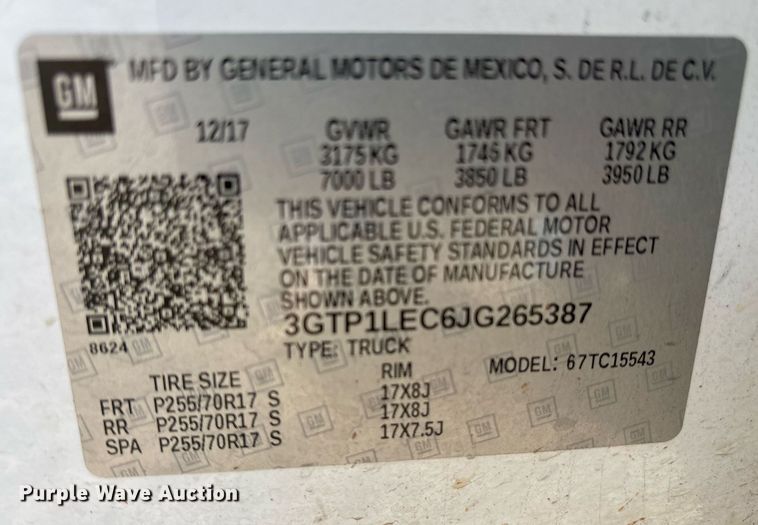 GM MFD BY GENERAL MOTORS DE MEXICO, S. DE R.L. DE C.V.
12/17 GVWR GAWR FRT GAWR RR
3175 KG 1746 KG 1792 KG
7000 LB 3850 LB 3950 LB
THIS VEHICLE CONFORMS TO ALL
APPLICABLE U.S. FEDERAL MOTOR
VEHICLE SAFETY STANDARDS IN EFFECT
ON THE DATE OF MANUFACTURE
SHOWN ABOVE.
3GTP1LEC6JG265387
8624 TYPE: TRUCK MODEL: 67TC15543
TIRE SIZE RIM
FRT P255/70R17 S 17X8J
RR P255/70R17 S 17X8J
SPA P255/70R17 S 17X7.5J
Purple Wave Auction